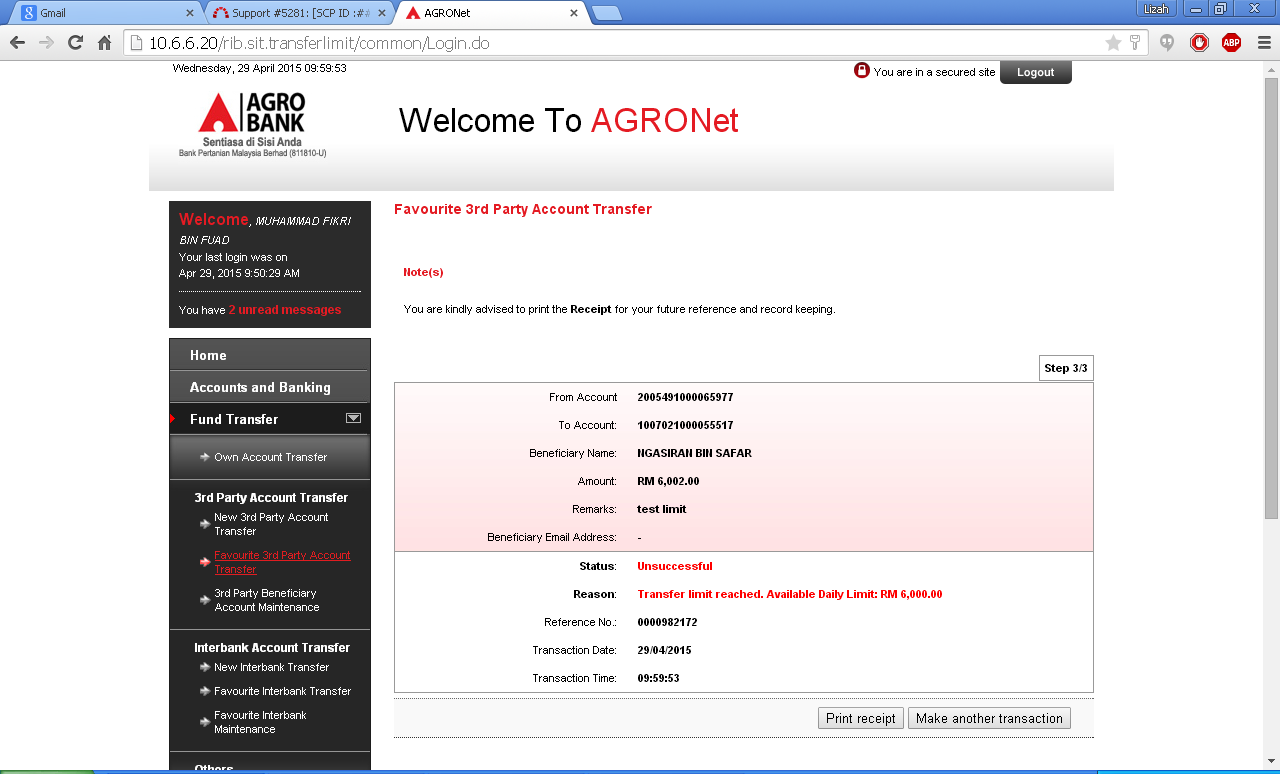 Gmail
Support #5281: [SCP ID :##
AGRONet
Lizah
10.6.6.20/rib.sit.transferlimit/common/Login.do
ABP
Wednesday, 29 April 2015 09:59:53
You are in a secured site
Logout
AGRO
BANK
Sentiasa di Sisi Anda
Bank Pertanian Malaysia Berhad (811810-U)
Welcome To AGRONet
Welcome, MUHAMMAD FIKRI
BIN FUAD
Your last login was on
Apr 29, 2015 9:50:29 AM
You have 2 unread messages
Home
Accounts and Banking
Fund Transfer
Own Account Transfer
3rd Party Account Transfer
New 3rd Party Account
Transfer
Favourite 3rd Party Account
Transfer
3rd Party Beneficiary
Account Maintenance
Interbank Account Transfer
New Interbank Transfer
Favourite Interbank Transfer
Favourite Interbank
Maintenance
Others
Favourite 3rd Party Account Transfer
Note(s)
You are kindly advised to print the Receipt for your future reference and record keeping.
Step 3/3
From Account 2005491000065977
To Account: 1007021000055517
Beneficiary Name: NGASIRAN BIN SAFAR
Amount: RM 6,002.00
Remarks: test limit
Beneficiary Email Address: -
Status: Unsuccessful
Reason: Transfer limit reached. Available Daily Limit: RM 6,000.00
Reference No.: 0000982172
Transaction Date: 29/04/2015
Transaction Time: 09:59:53
Print receipt
Make another transaction